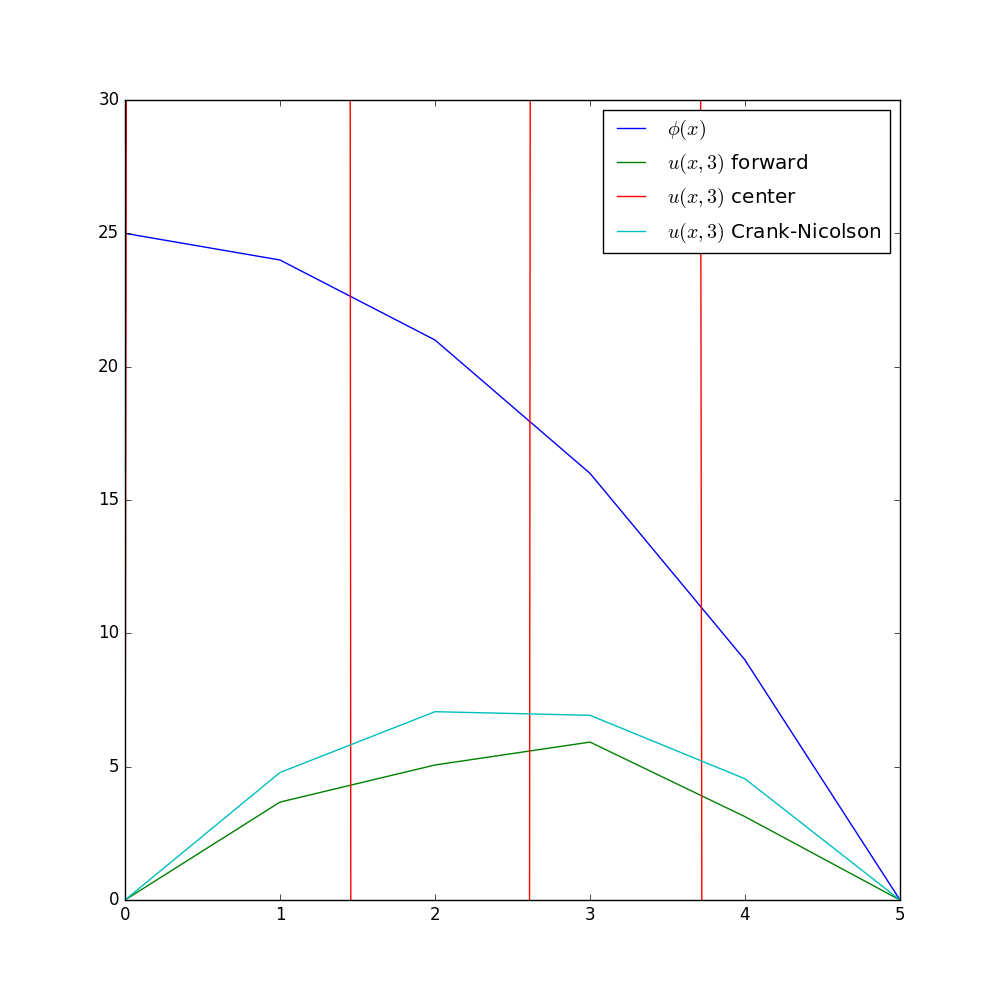 30
25
20
15
10
5
0
0 1 2 3 4 5
ϕ(x)
u(x, 3) forward
u(x, 3) center
u(x, 3) Crank-Nicolson